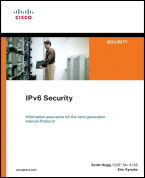 CISCO
SECURITY
IPv6 Security
Information assurance for the next generation
Internet Protocol
ciscopress.com
Scott Hogg, CCIE® No. 5133
Eric Vyncke